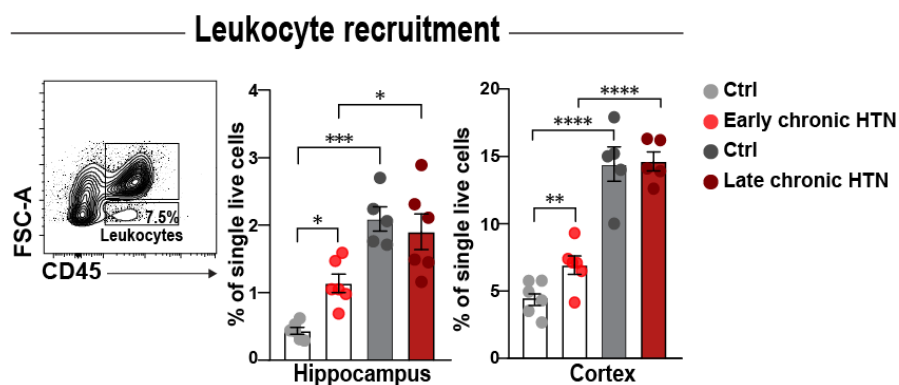 Leukocyte recruitment
FSC-A
7.5%
Leukocytes
CD45
% of single live cells
4
3
2
1
0
*
***
*
Hippocampus
% of single live cells
20
15
10
5
0
**
****
****
Cortex
Ctrl
Early chronic HTN
Ctrl
Late chronic HTN